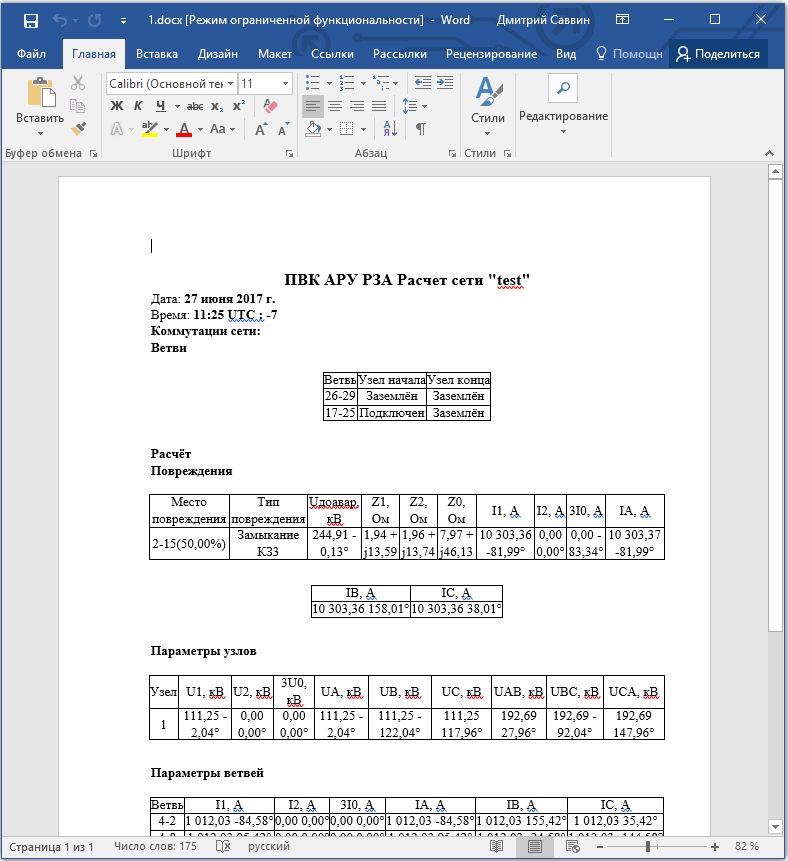 1.docx [Режим ограниченной функциональности] - Word
Дмитрий Саввин
Файл Главная Вставка Дизайн Макет Ссылки Рассылки Рецензирование Вид Помощн Поделиться
Calibri (Основной тек 11
Вставить
Ж К Ч abc x₂ x²
A A Aa A A
Стили
Редактирование
Буфер обмена Шрифт Абзац Стили
ПВК АРУ РЗА Расчет сети "test"
Дата: 27 июня 2017 г.
Время: 11:25 UTC : -7
Коммутации сети:
Ветви
Ветвь Узел начала Узел конца
26-29 Заземлён Заземлён
17-25 Подключен Заземлён
Расчёт
Повреждения
Место повреждения Тип повреждения Uдоавар, кВ Z1, Ом Z2, Ом Z0, Ом I1, А I2, А 3I0, А IA, А
2-15(50,00%) Замыкание КЗ3 244,91 - 0,13° 1,94 + j13,59 1,96 + j13,74 7,97 + j46,13 10 303,36 -81,99° 0,00 0,00° 0,00 - 83,34° 10 303,37 -81,99°
IB, А IC, А
10 303,36 158,01° 10 303,36 38,01°
Параметры узлов
Узел U1, кВ U2, кВ 3U0, кВ UA, кВ UB, кВ UC, кВ UAB, кВ UBC, кВ UCA, кВ
1 111,25 - 2,04° 0,00 0,00° 0,00 0,00° 111,25 - 2,04° 111,25 - 122,04° 111,25 117,96° 192,69 27,96° 192,69 - 92,04° 192,69 147,96°
Параметры ветвей
Ветвь I1, А I2, А 3I0, А IA, А IB, А IC, А
4-2 1 012,03 -84,58° 0,00 0,00° 0,00 0,00° 1 012,03 -84,58° 1 012,03 155,42° 1 012,03 35,42°
Страница 1 из 1 Число слов: 175 русский 82 %